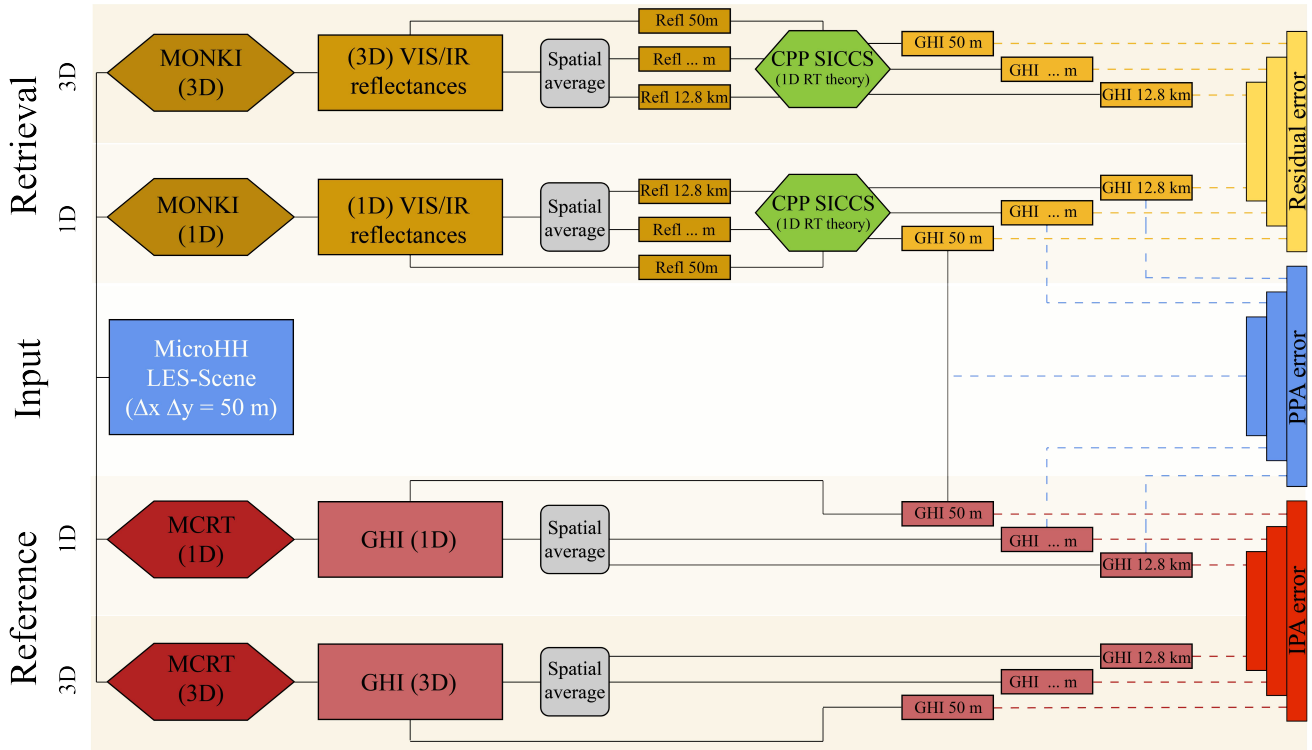 Retrieval
3D
MONKI
(3D)
(3D) VIS/IR
reflectances
Spatial
average
Refl 50m
Refl ... m
Refl 12.8 km
CPP SICCS
(1D RT theory)
GHI 50 m
GHI ... m
GHI 12.8 km
Residual error
1D
MONKI
(1D)
(1D) VIS/IR
reflectances
Spatial
average
Refl 12.8 km
Refl ... m
Refl 50m
CPP SICCS
(1D RT theory)
GHI 12.8 km
GHI ... m
GHI 50 m
Input
MicroHH
LES-Scene
(Δx Δy = 50 m)
PPA error
Reference
1D
MCRT
(1D)
GHI (1D)
Spatial
average
GHI 50 m
GHI ... m
GHI 12.8 km
IPA error
3D
MCRT
(3D)
GHI (3D)
Spatial
average
GHI 12.8 km
GHI ... m
GHI 50 m